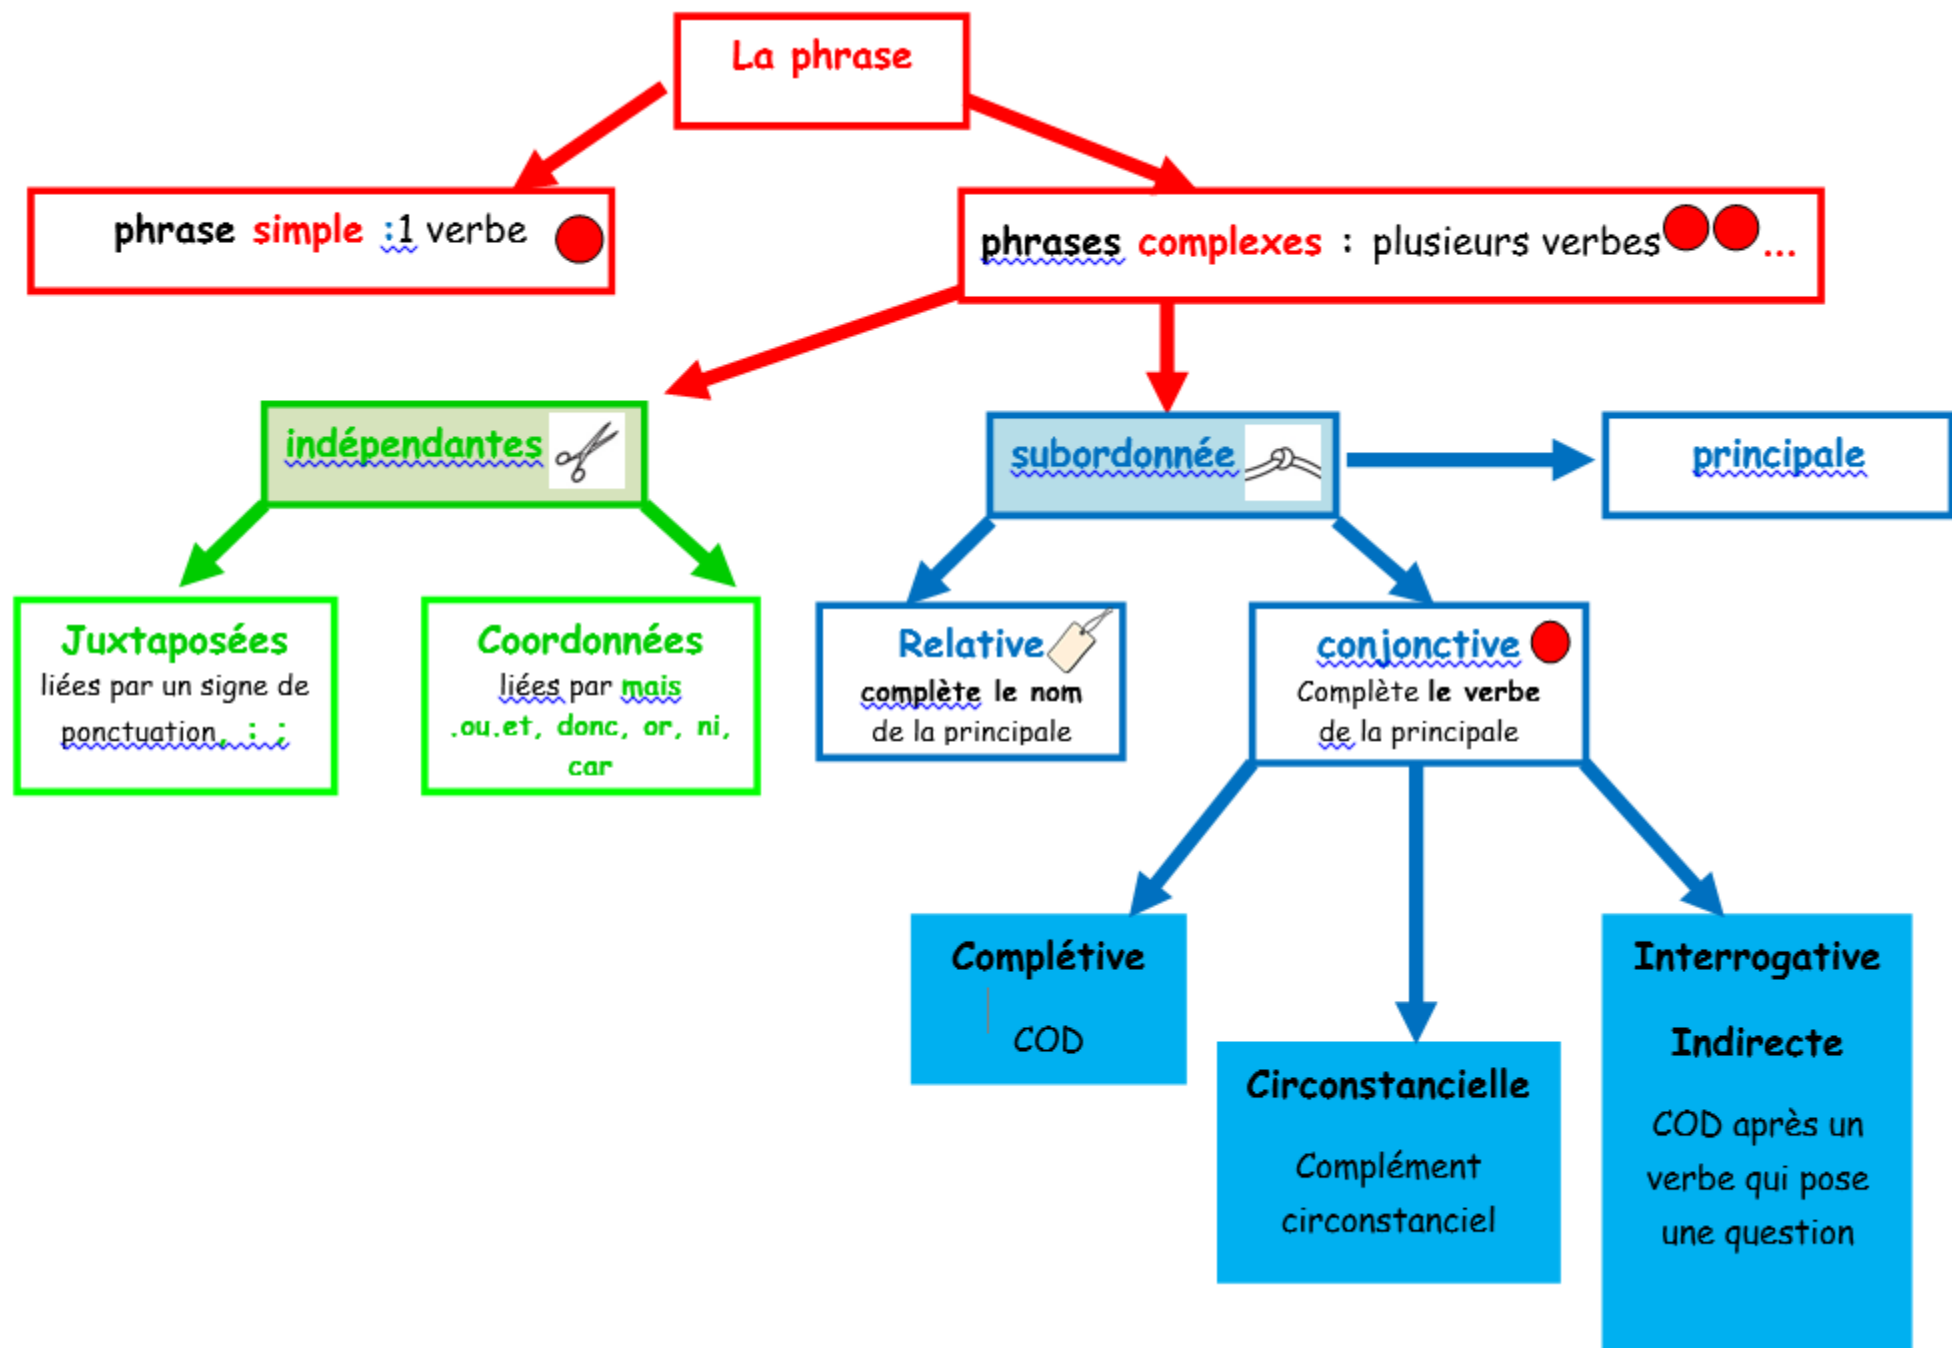 La phrase
phrase simple :1 verbe
phrases complexes : plusieurs verbes ...
indépendantes
subordonnée
principale
Juxtaposées
liées par un signe de
ponctuation, : ;
Coordonnées
liées par mais
.ou.et, donc, or, ni,
car
Relative
complète le nom
de la principale
conjonctive
Complète le verbe
de la principale
Complétive
COD
Circonstancielle
Complément
circonstanciel
Interrogative
Indirecte
COD après un
verbe qui pose
une question